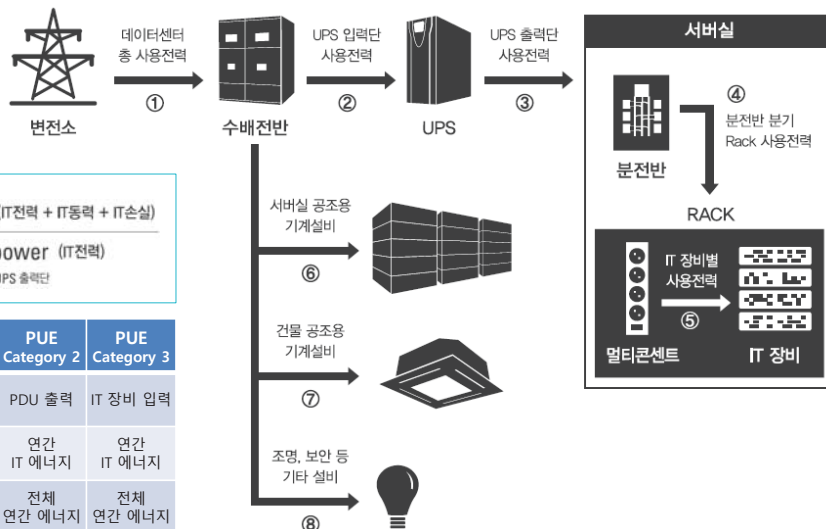 데이터센터
총 사용전력
①
변전소
수배전반
UPS 입력단
사용전력
②
UPS
UPS 출력단
사용전력
③
서버실
분전반
④
분전반 분기
Rack 사용전력
RACK
멀티콘센트
IT 장비별
사용전력
⑤
IT 장비
서버실 공조용
기계설비
⑥
건물 공조용
기계설비
⑦
조명, 보안 등
기타 설비
⑧
IT전력 + IT동력 + IT손실)
power (IT전력)
UPS 출력단
PUE
Category 2
PUE
Category 3
PDU 출력
IT 장비 입력
연간
IT 에너지
연간
IT 에너지
전체
연간 에너지
전체
연간 에너지